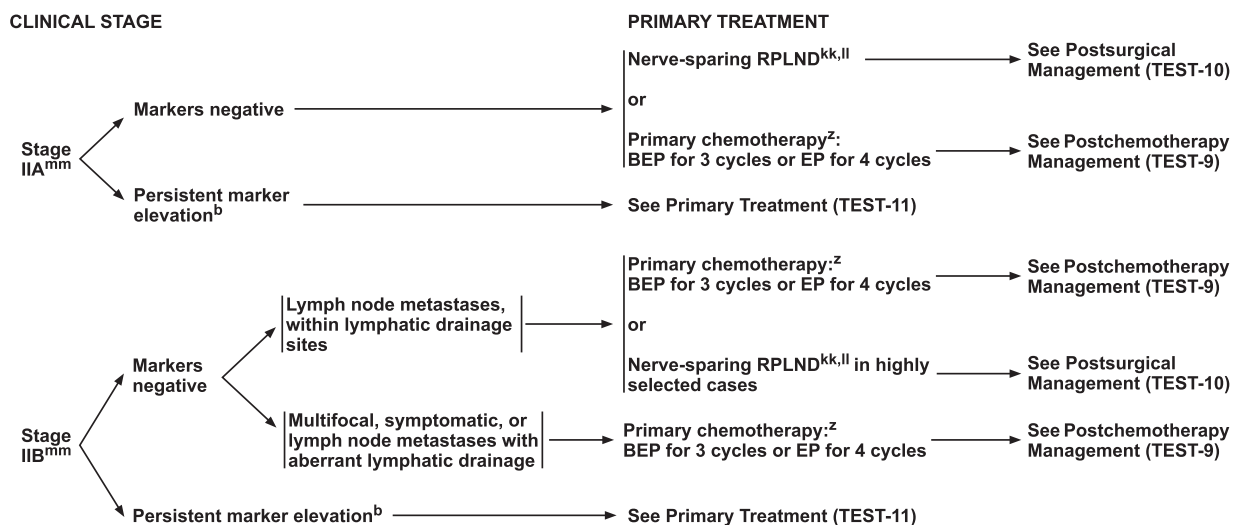 CLINICAL STAGE
PRIMARY TREATMENT
Stage
IIAmm
Markers negative
Nerve-sparing RPLNDkk,ll
See Postsurgical
Management (TEST-10)
or
Primary chemotherapyz:
BEP for 3 cycles or EP for 4 cycles
See Postchemotherapy
Management (TEST-9)
Persistent marker
elevationb
See Primary Treatment (TEST-11)
Stage
IIBmm
Markers
negative
Lymph node metastases,
within lymphatic drainage
sites
Primary chemotherapy:z
BEP for 3 cycles or EP for 4 cycles
See Postchemotherapy
Management (TEST-9)
or
Nerve-sparing RPLNDkk,ll in highly
selected cases
See Postsurgical
Management (TEST-10)
Multifocal, symptomatic, or
lymph node metastases with
aberrant lymphatic drainage
Primary chemotherapy:z
BEP for 3 cycles or EP for 4 cycles
See Postchemotherapy
Management (TEST-9)
Persistent marker elevationb
See Primary Treatment (TEST-11)